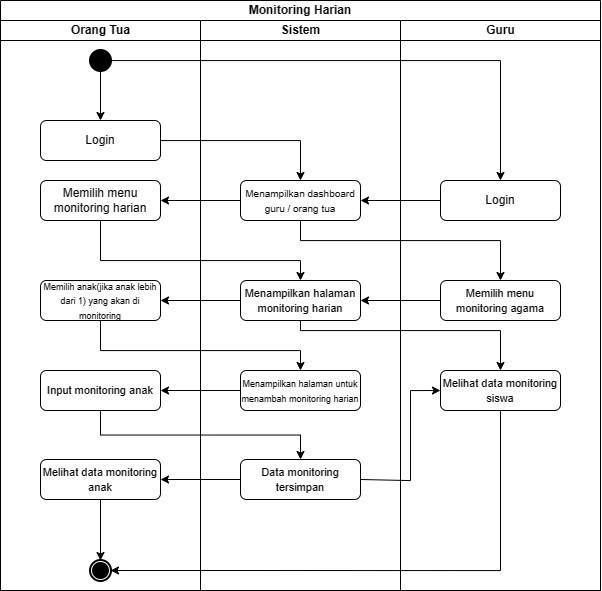 Monitoring Harian
Orang Tua
Sistem
Guru
Login
Memilih menu
monitoring harian
Menampilkan dashboard
guru / orang tua
Login
Memilih anak(jika anak lebih
dari 1) yang akan di
monitoring
Menampilkan halaman
monitoring harian
Memilih menu
monitoring agama
Input monitoring anak
Menampilkan halaman untuk
menambah monitoring harian
Melihat data monitoring
siswa
Melihat data monitoring
anak
Data monitoring
tersimpan